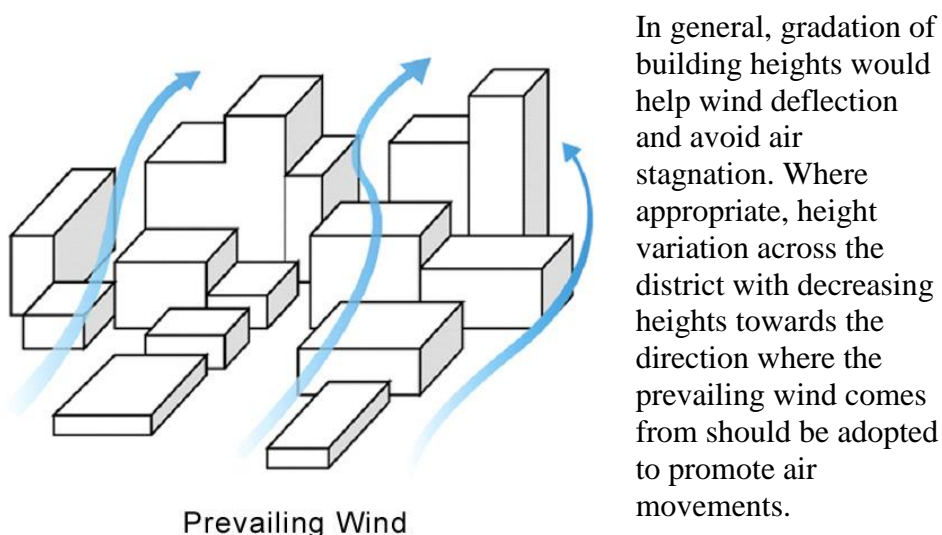 In general, gradation of
building heights would
help wind deflection
and avoid air
stagnation. Where
appropriate, height
variation across the
district with decreasing
heights towards the
direction where the
prevailing wind comes
from should be adopted
to promote air
movements.
Prevailing Wind